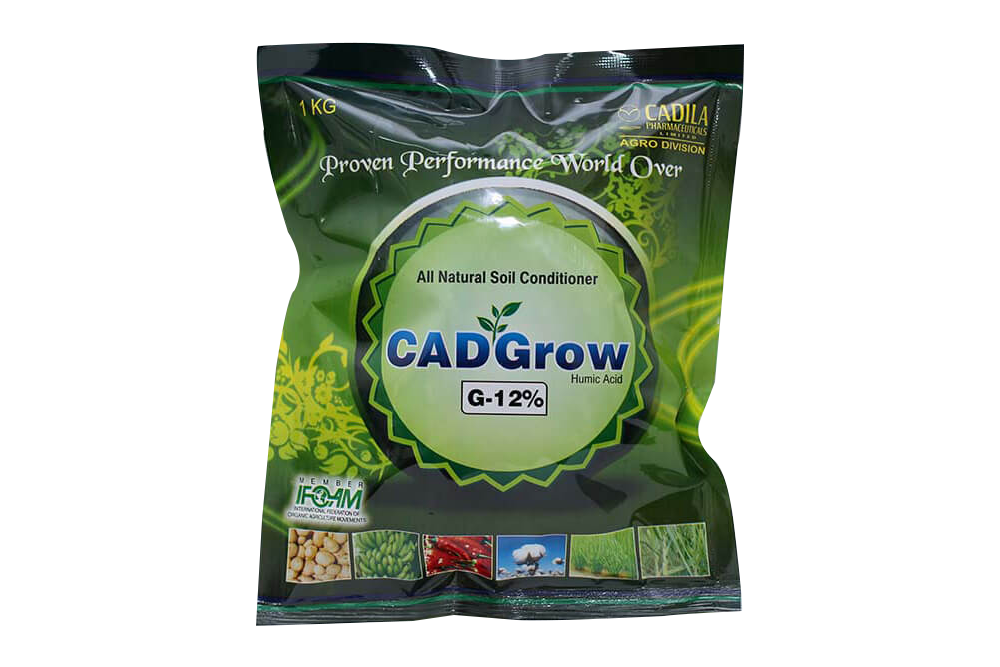 1 KG
CADILA
PHARMACEUTICALS
LIMITED
AGRO DIVISION
Proven Performance World Over
All Natural Soil Conditioner
CADGrow
Humic Acid
G-12%
MEMBER
IFOAM
INTERNATIONAL FEDERATION OF
ORGANIC AGRICULTURE MOVEMENTS